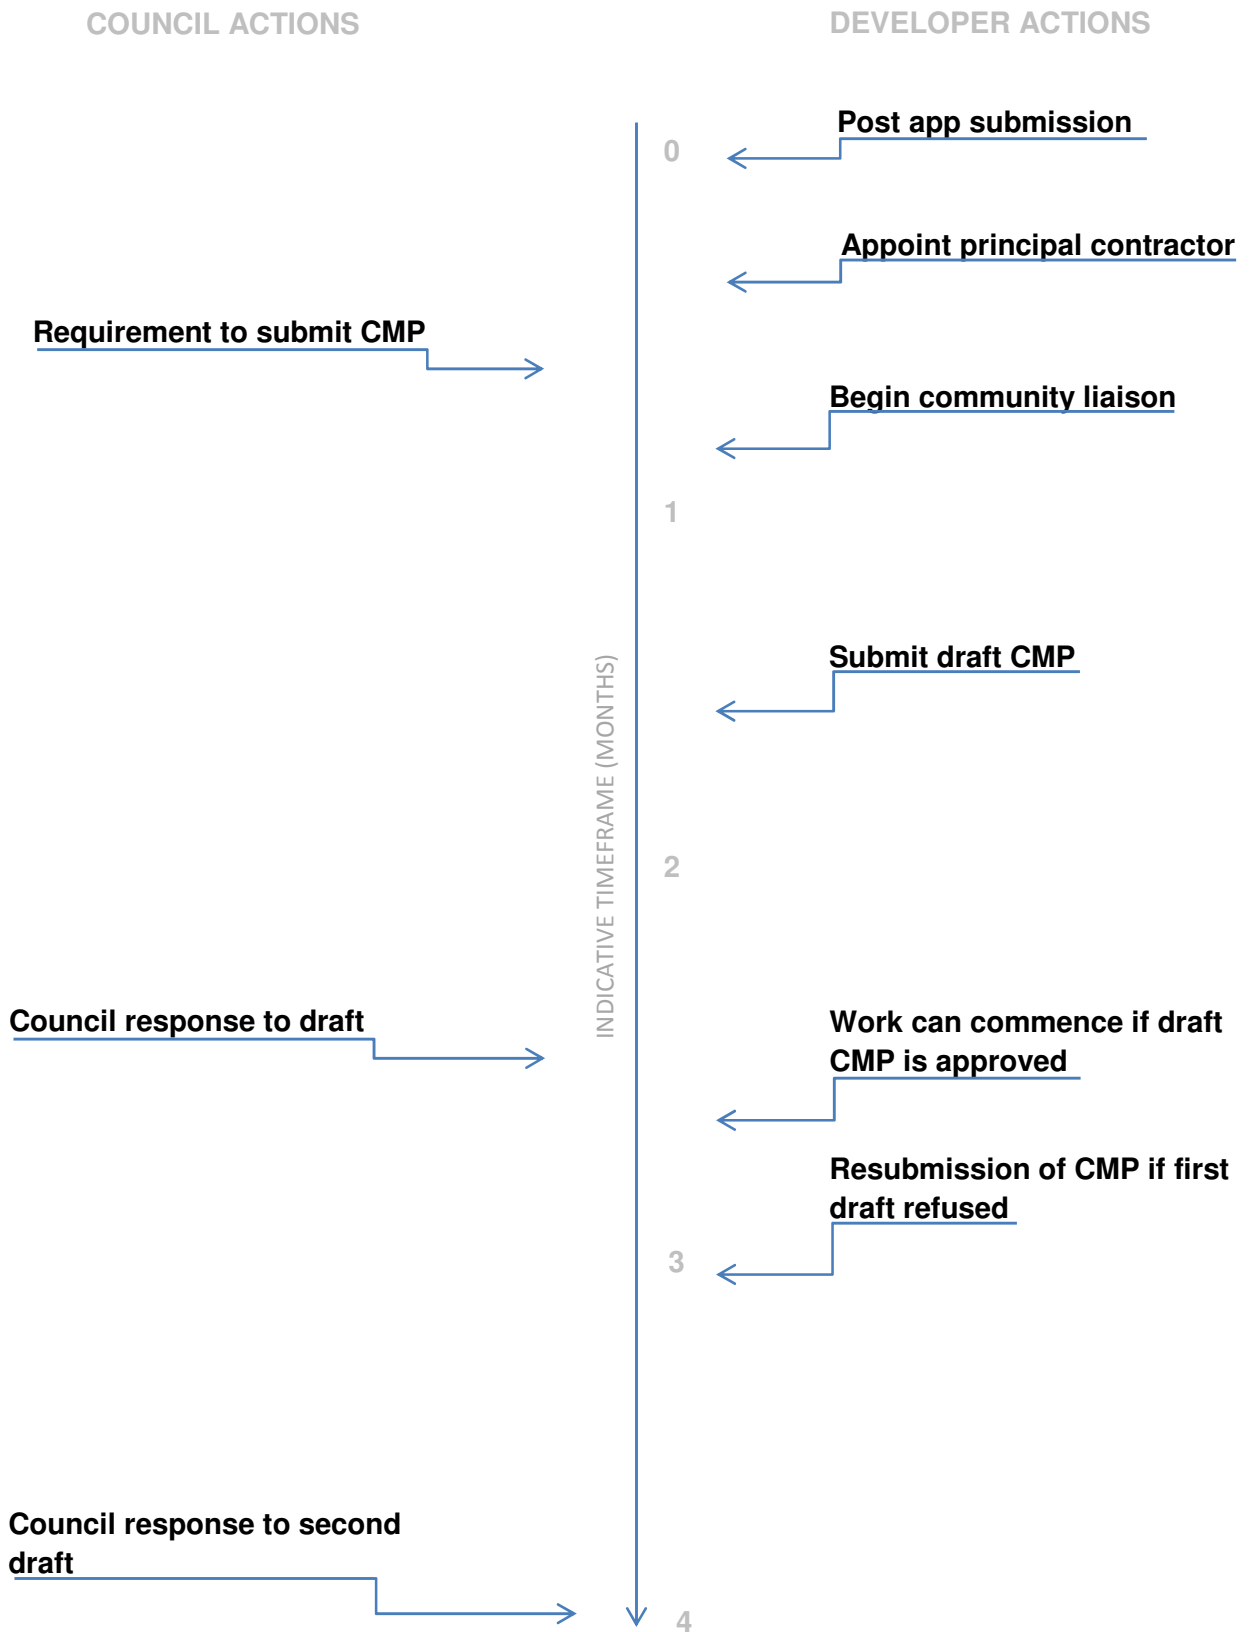 COUNCIL ACTIONS
DEVELOPER ACTIONS
Post app submission
0
Appoint principal contractor
Requirement to submit CMP
Begin community liaison
1
Submit draft CMP
INDICATIVE TIMEFRAME (MONTHS)
2
Council response to draft
Work can commence if draft
CMP is approved
Resubmission of CMP if first
draft refused
3
Council response to second
draft
4